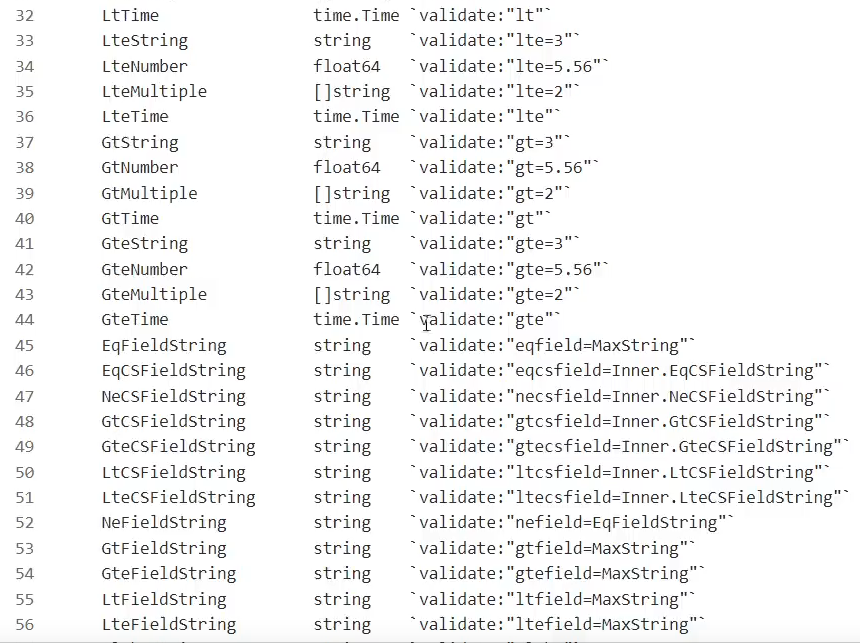 32 LtTime time.Time `validate:"lt"`
33 LteString string `validate:"lte=3"`
34 LteNumber float64 `validate:"lte=5.56"`
35 LteMultiple []string `validate:"lte=2"`
36 LteTime time.Time `validate:"lte"`
37 GtString string `validate:"gt=3"`
38 GtNumber float64 `validate:"gt=5.56"`
39 GtMultiple []string `validate:"gt=2"`
40 GtTime time.Time `validate:"gt"`
41 GteString string `validate:"gte=3"`
42 GteNumber float64 `validate:"gte=5.56"`
43 GteMultiple []string `validate:"gte=2"`
44 GteTime time.Time `validate:"gte"`
45 EqFieldString string `validate:"eqfield=MaxString"`
46 EqCSFieldString string `validate:"eqcsfield=Inner.EqCSFieldString"`
47 NeCSFieldString string `validate:"necsfield=Inner.NeCSFieldString"`
48 GtCSFieldString string `validate:"gtcsfield=Inner.GtCSFieldString"`
49 GteCSFieldString string `validate:"gtecsfield=Inner.GteCSFieldString"`
50 LtCSFieldString string `validate:"ltcsfield=Inner.LtCSFieldString"`
51 LteCSFieldString string `validate:"ltecsfield=Inner.LteCSFieldString"`
52 NeFieldString string `validate:"nefield=EqFieldString"`
53 GtFieldString string `validate:"gtfield=MaxString"`
54 GteFieldString string `validate:"gtefield=MaxString"`
55 LtFieldString string `validate:"ltfield=MaxString"`
56 LteFieldString string `validate:"ltefield=MaxString"`